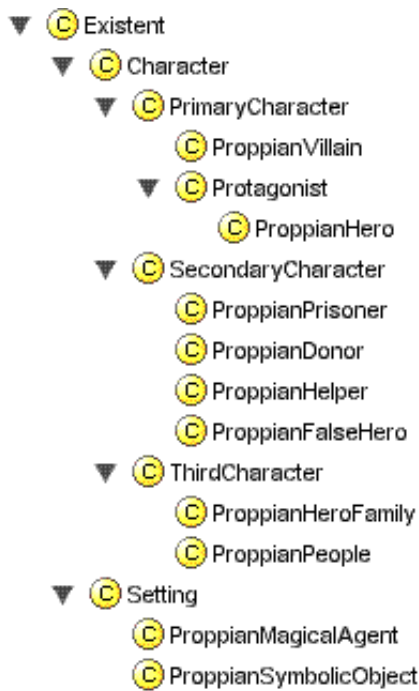 C Existent
C Character
C PrimaryCharacter
C ProppianVillain
C Protagonist
C ProppianHero
C SecondaryCharacter
C ProppianPrisoner
C ProppianDonor
C ProppianHelper
C ProppianFalseHero
C ThirdCharacter
C ProppianHeroFamily
C ProppianPeople
C Setting
C ProppianMagicalAgent
C ProppianSymbolicObject